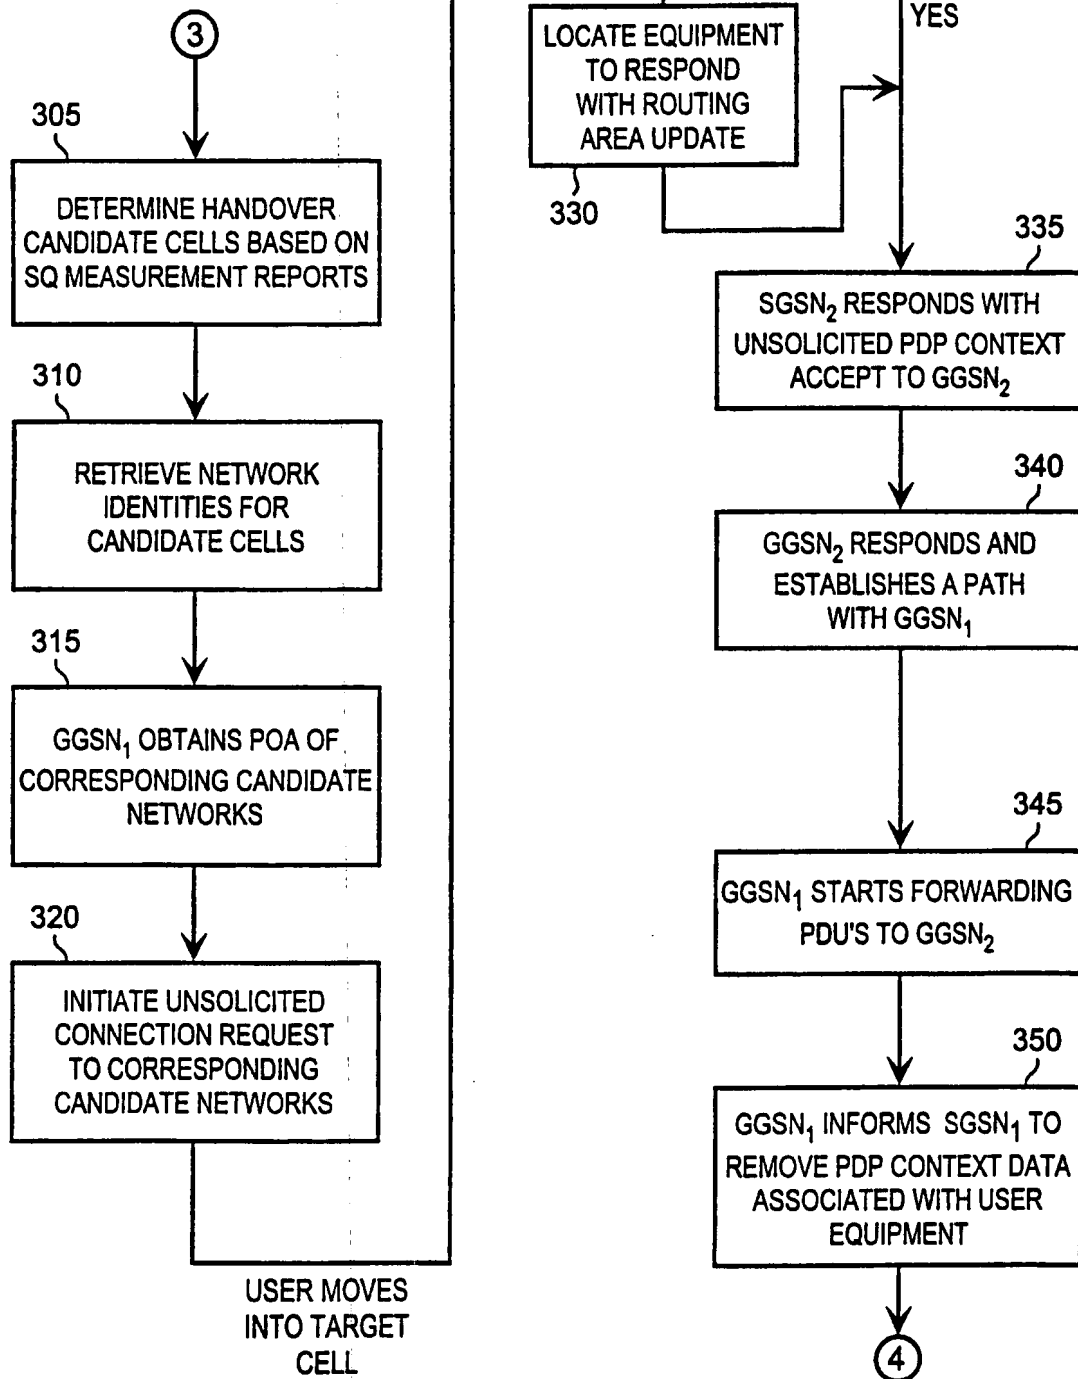 3
305
DETERMINE HANDOVER
CANDIDATE CELLS BASED ON
SQ MEASUREMENT REPORTS
310
RETRIEVE NETWORK
IDENTITIES FOR
CANDIDATE CELLS
315
GGSN1 OBTAINS POA OF
CORRESPONDING CANDIDATE
NETWORKS
320
INITIATE UNSOLICITED
CONNECTION REQUEST
TO CORRESPONDING
CANDIDATE NETWORKS
USER MOVES
INTO TARGET
CELL
YES
LOCATE EQUIPMENT
TO RESPOND
WITH ROUTING
AREA UPDATE
330
335
SGSN2 RESPONDS WITH
UNSOLICITED PDP CONTEXT
ACCEPT TO GGSN2
340
GGSN2 RESPONDS AND
ESTABLISHES A PATH
WITH GGSN1
345
GGSN1 STARTS FORWARDING
PDU'S TO GGSN2
350
GGSN1 INFORMS SGSN1 TO
REMOVE PDP CONTEXT DATA
ASSOCIATED WITH USER
EQUIPMENT
4